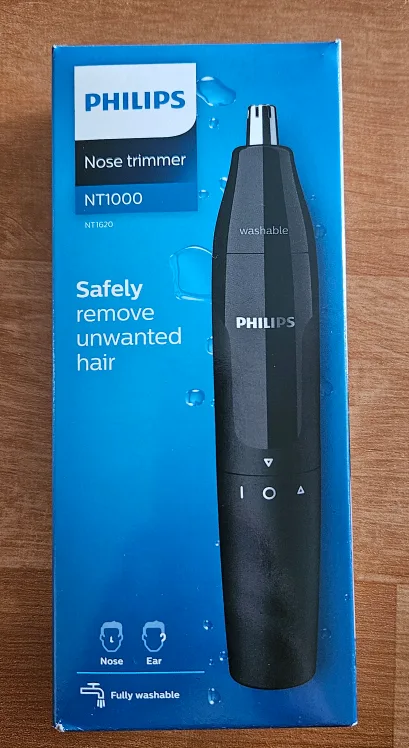 PHILIPS
Nose trimmer
NT1000
NT1620
Safely
remove
unwanted
hair
washable
PHILIPS
Nose
Ear
Fully washable